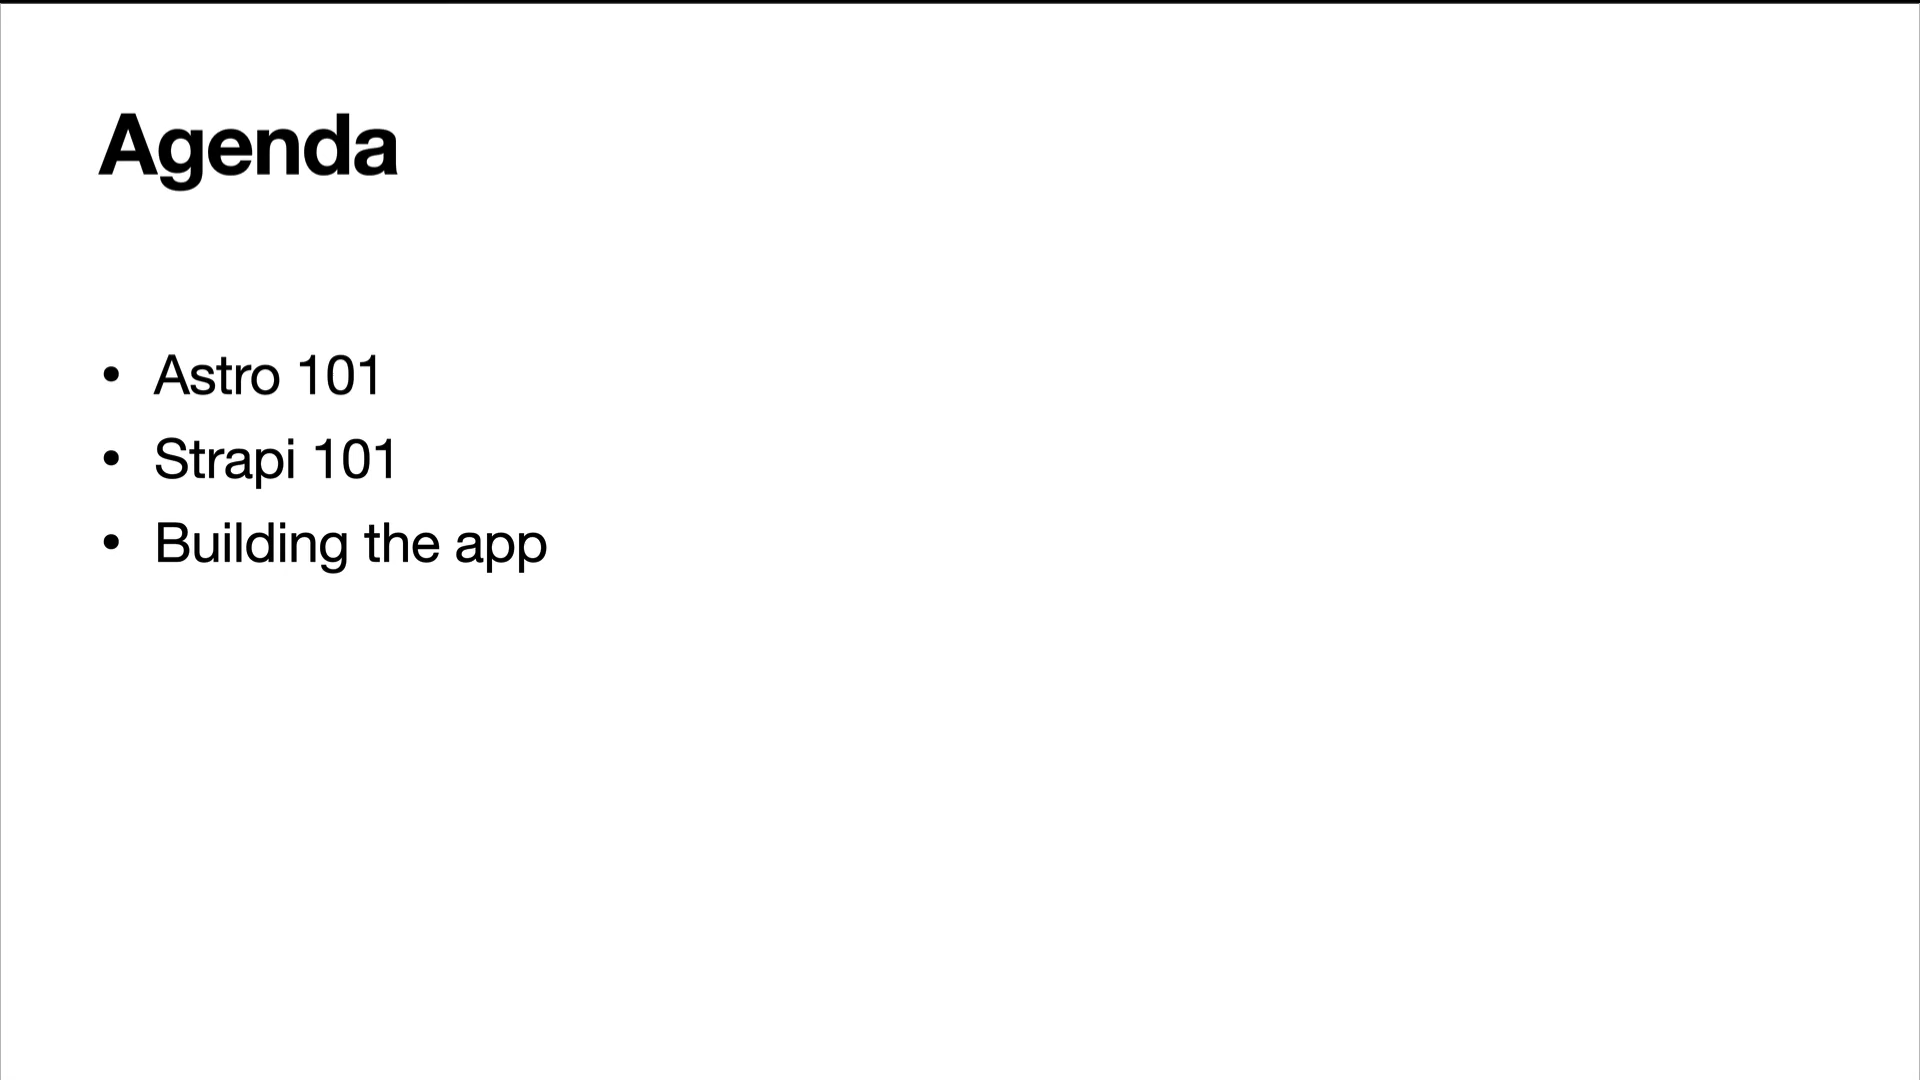 Agenda
• Astro 101
• Strapi 101
• Building the app